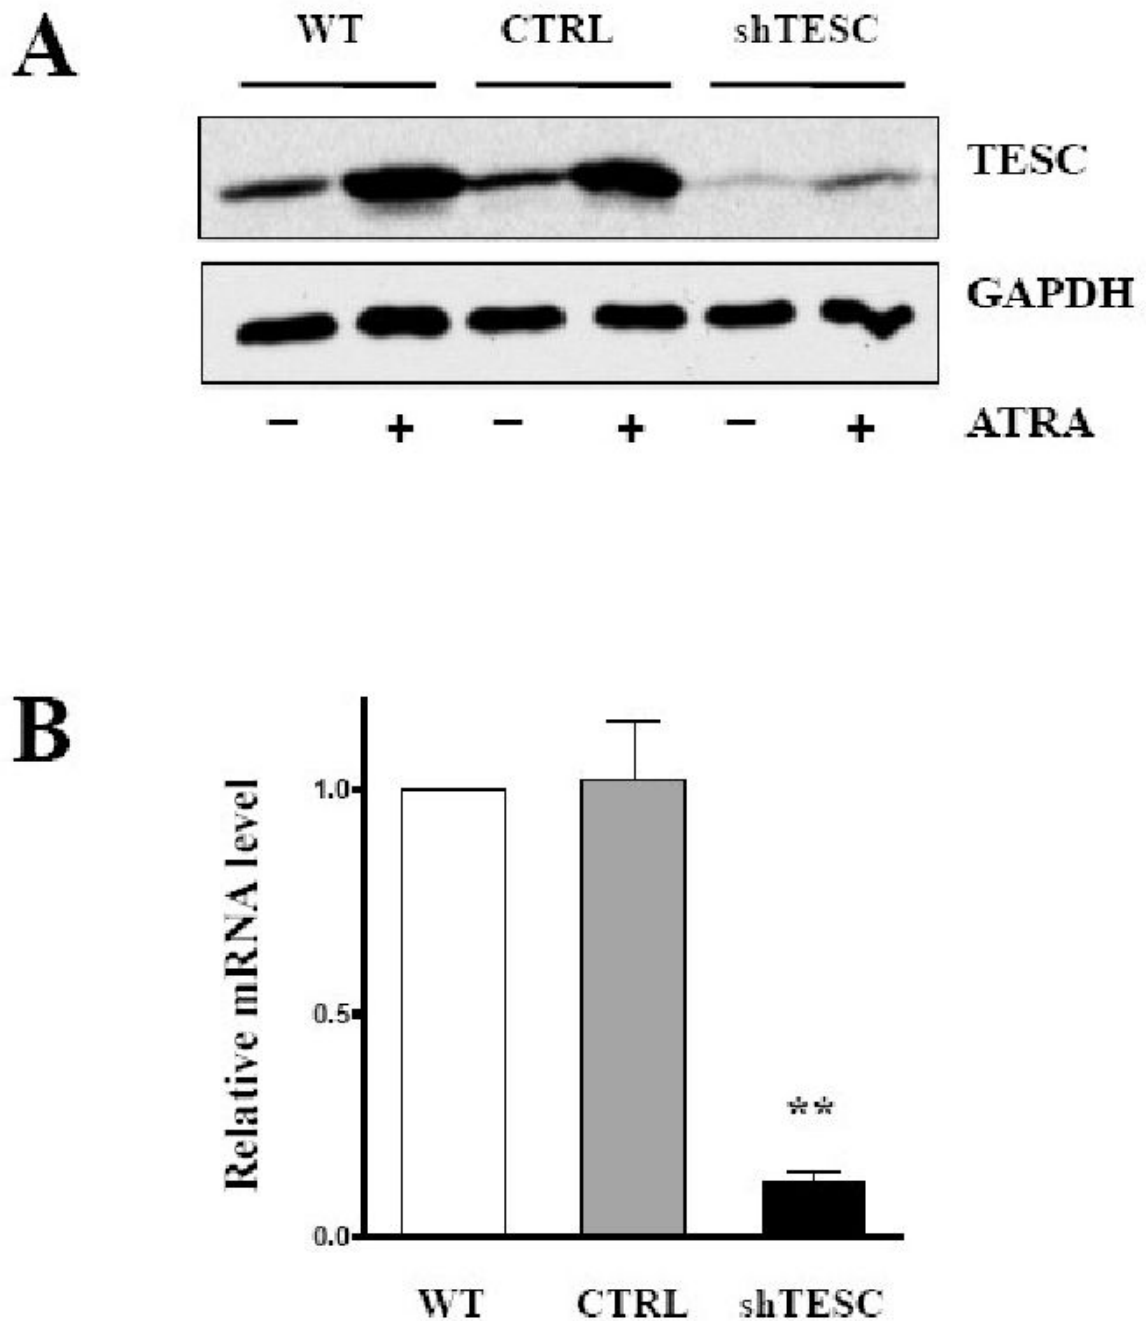 A
WT CTRL shTESC
TESC
GAPDH
− + − + − + ATRA
B
Relative mRNA level
1.0
0.5
0.0
**
WT CTRL shTESC